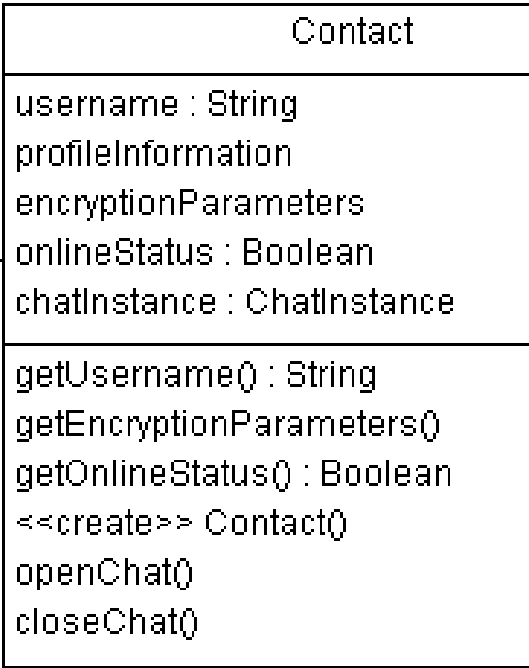 Contact
username : String
profileInformation
encryptionParameters
onlineStatus : Boolean
chatInstance : ChatInstance
getUsername() : String
getEncryptionParameters()
getOnlineStatus() : Boolean
<<create>> Contact()
openChat()
closeChat()